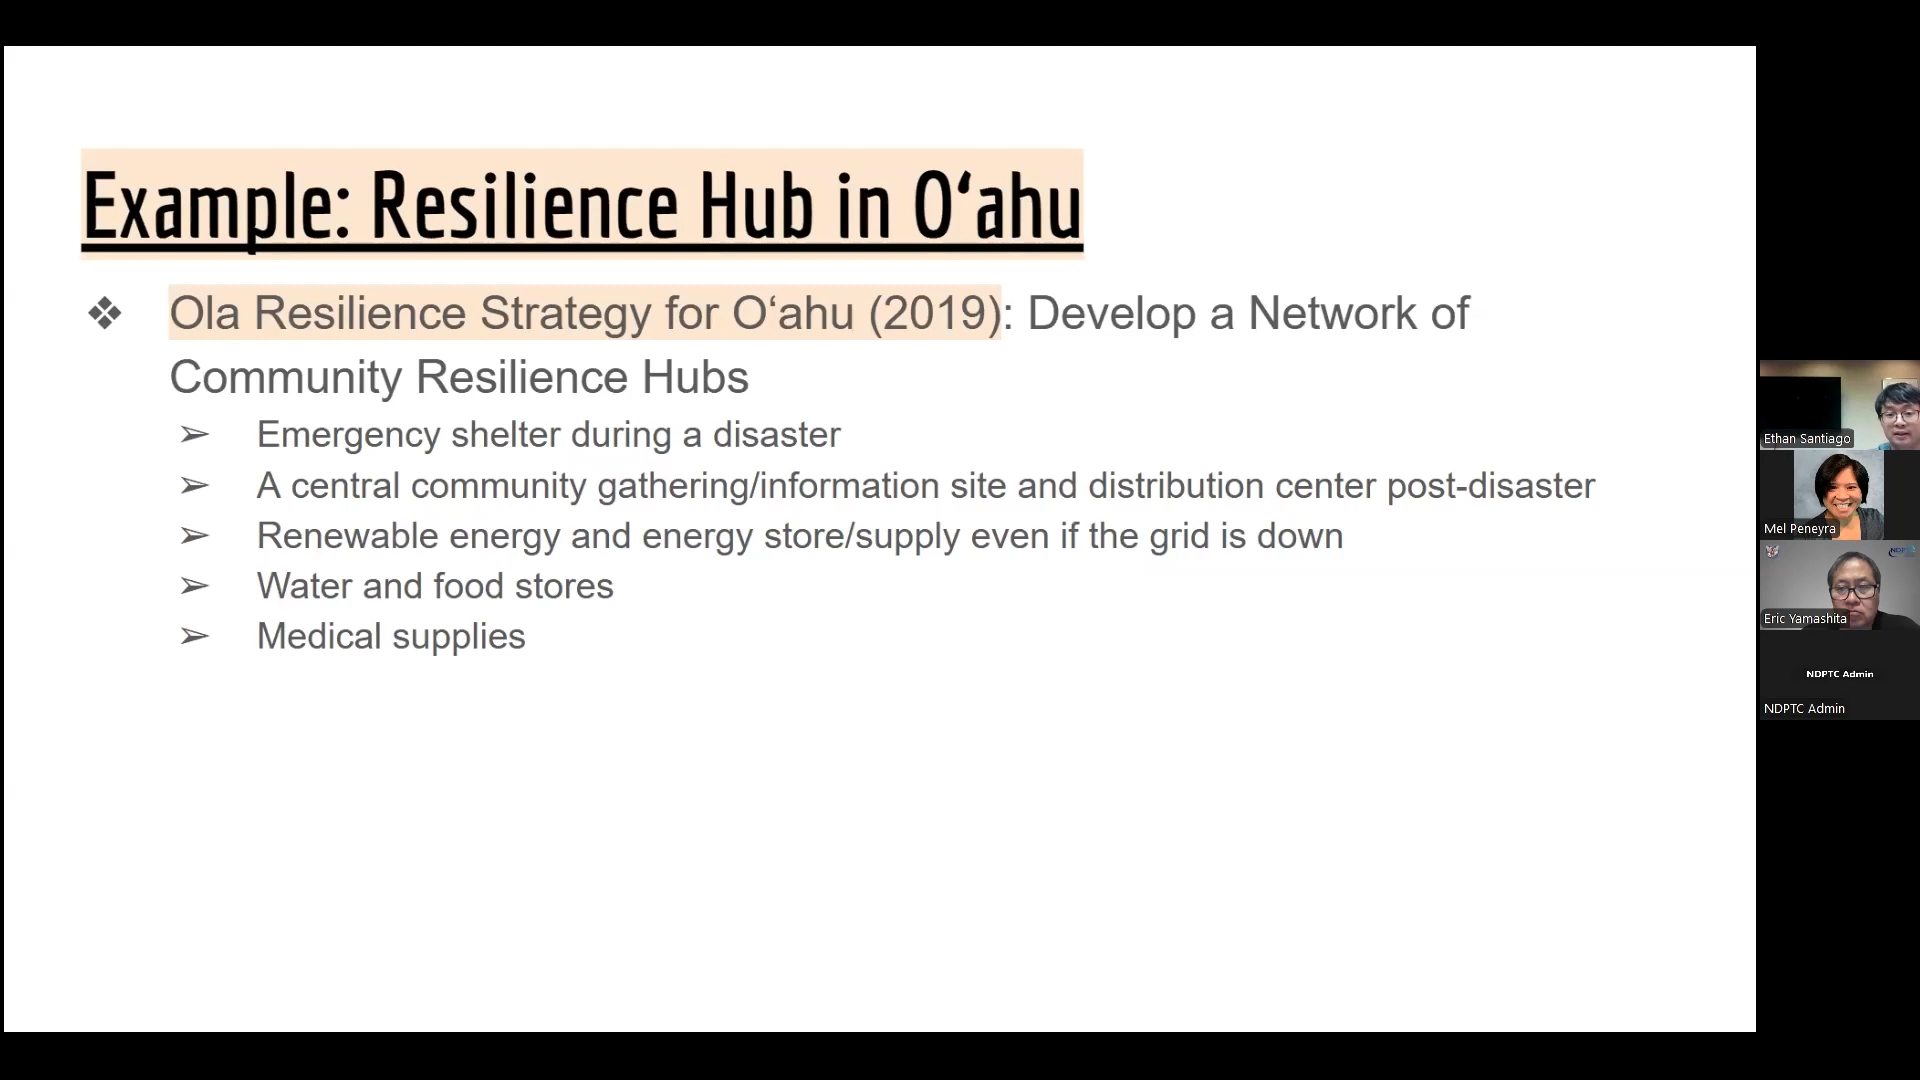 Example: Resilience Hub in Oʻahu
❖ Ola Resilience Strategy for Oʻahu (2019): Develop a Network of
Community Resilience Hubs
➢ Emergency shelter during a disaster
➢ A central community gathering/information site and distribution center post-disaster
➢ Renewable energy and energy store/supply even if the grid is down
➢ Water and food stores
➢ Medical supplies
Ethan Santiago
Mel Peneyra
Eric Yamashita
NDPTC Admin
NDPTC Admin